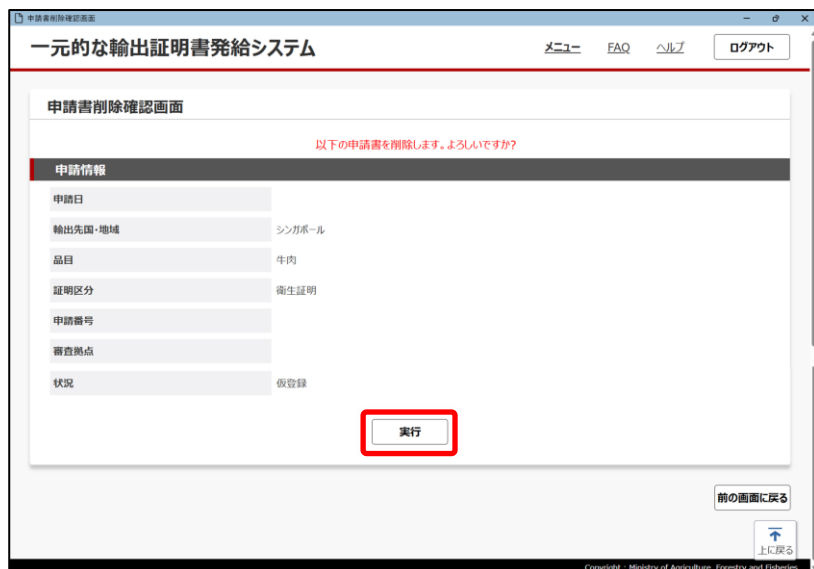 申請書削除確認画面
一元的な輸出証明書発給システム
メニュー FAQ ヘルプ ログアウト
申請書削除確認画面
以下の申請書を削除します。よろしいですか?
申請情報
申請日
輸出先国・地域 シンガポール
品目 牛肉
証明区分 衛生証明
申請番号
審査拠点
状況 仮登録
実行
前の画面に戻る
上に戻る
Copyright : Ministry of Agriculture, Forestry and Fisheries